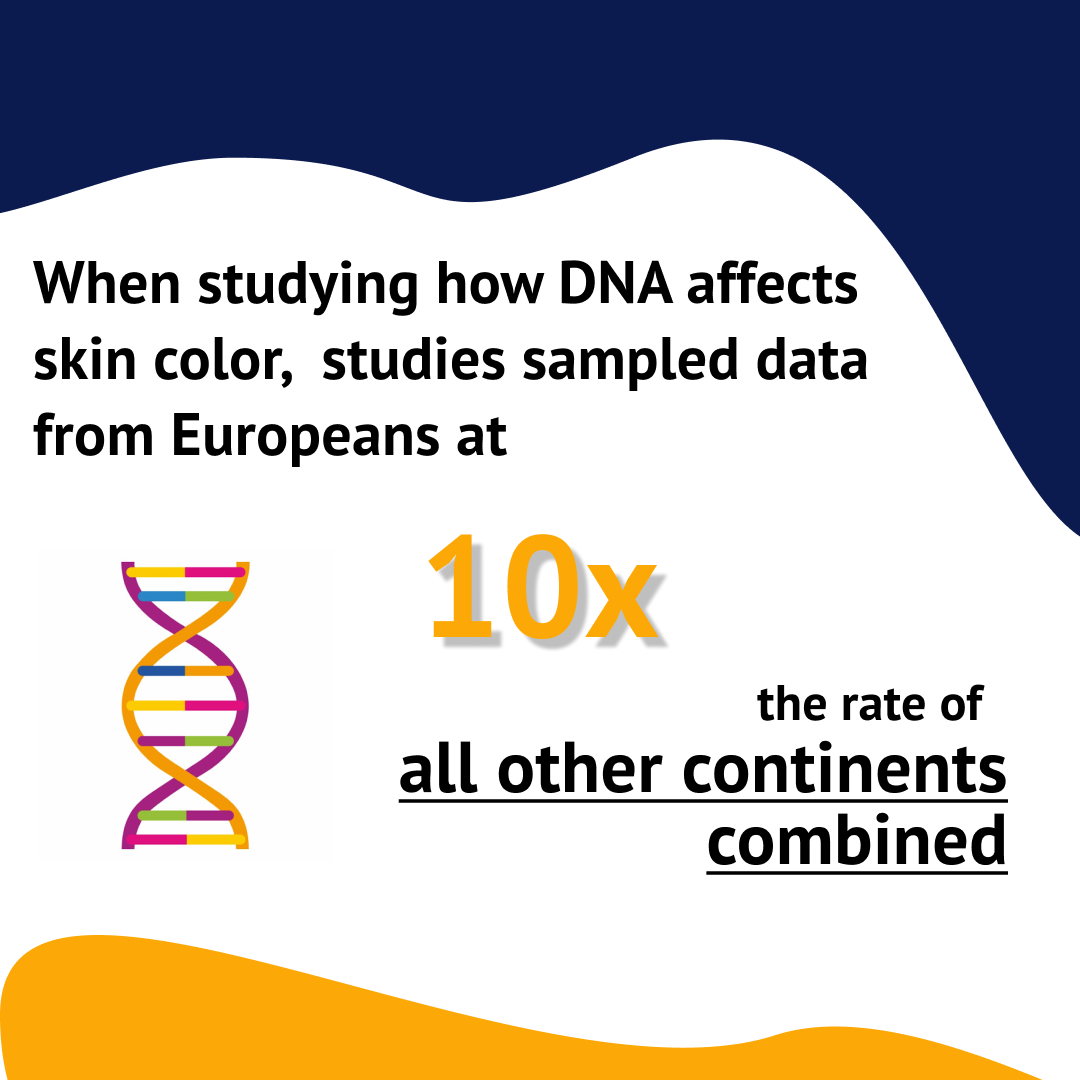 When studying how DNA affects
skin color,  studies sampled data
from Europeans at
10x
the rate of
all other continents
combined